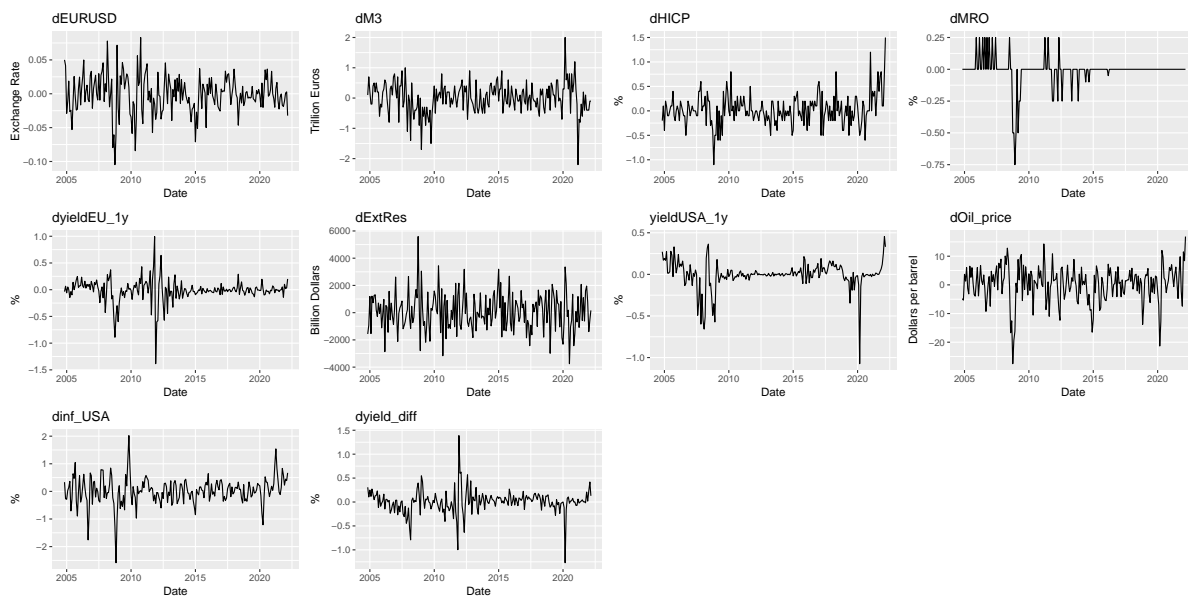 dEURUSD
Exchange Rate
0.05
0.00
−0.05
−0.10
2005 2010 2015 2020
Date
dM3
Trillion Euros
2
1
0
−1
−2
2005 2010 2015 2020
Date
dHICP
%
1.5
1.0
0.5
0.0
−0.5
−1.0
2005 2010 2015 2020
Date
dMRO
%
0.25
0.00
−0.25
−0.50
−0.75
2005 2010 2015 2020
Date
dyieldEU_1y
%
1.0
0.5
0.0
−0.5
−1.0
−1.5
2005 2010 2015 2020
Date
dExtRes
Billion Dollars
6000
4000
2000
0
−2000
−4000
2005 2010 2015 2020
Date
yieldUSA_1y
%
0.5
0.0
−0.5
−1.0
2005 2010 2015 2020
Date
dOil_price
Dollars per barrel
10
0
−10
−20
2005 2010 2015 2020
Date
dinf_USA
%
2
1
0
−1
−2
2005 2010 2015 2020
Date
dyield_diff
%
1.5
1.0
0.5
0.0
−0.5
−1.0
2005 2010 2015 2020
Date